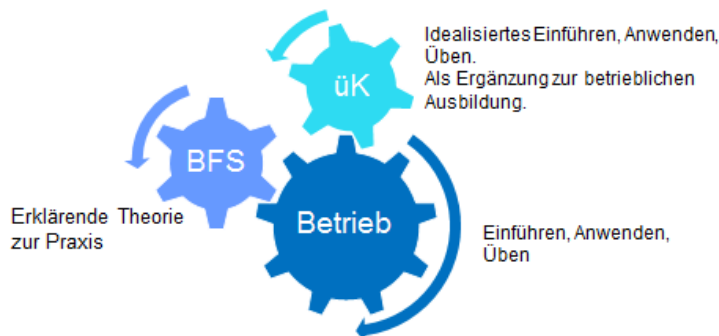 Idealisiertes Einführen, Anwenden,
Üben.
Als Ergänzung zur betrieblichen
Ausbildung.
üK
BFS
Erklärende Theorie
zur Praxis
Betrieb
Einführen, Anwenden,
Üben